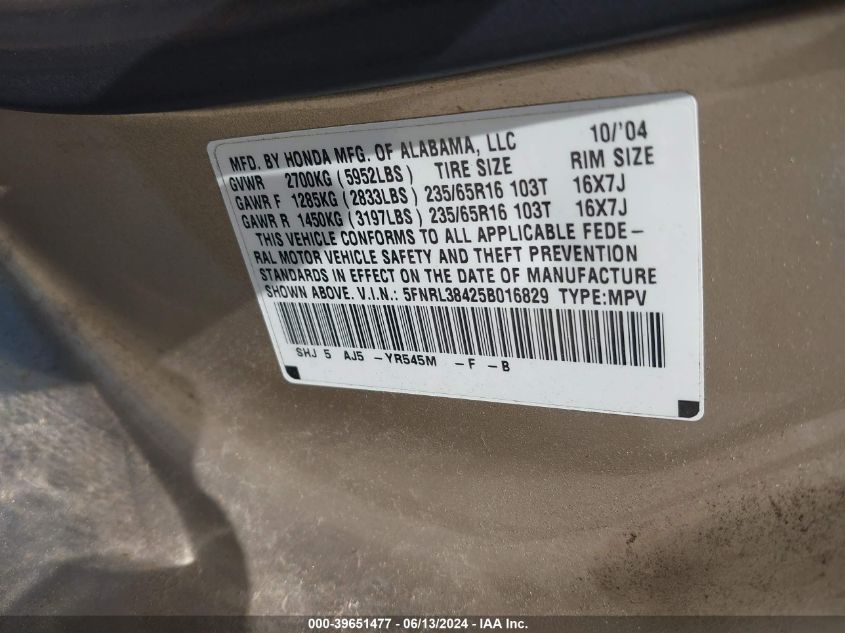 MFD. BY HONDA MFG. OF ALABAMA, LLC 10/'04
GVWR 2700KG (5952LBS) TIRE SIZE RIM SIZE
GAWR F 1285KG (2833LBS) 235/65R16 103T 16X7J
GAWR R 1450KG (3197LBS) 235/65R16 103T 16X7J
THIS VEHICLE CONFORMS TO ALL APPLICABLE FEDE-
RAL MOTOR VEHICLE SAFETY AND THEFT PREVENTION
STANDARDS IN EFFECT ON THE DATE OF MANUFACTURE
SHOWN ABOVE. V.I.N.: 5FNRL38425B016829 TYPE:MPV
SHJ 5 AJ5 -YR545M -F -B
000-39651477 - 06/13/2024 - IAA Inc.